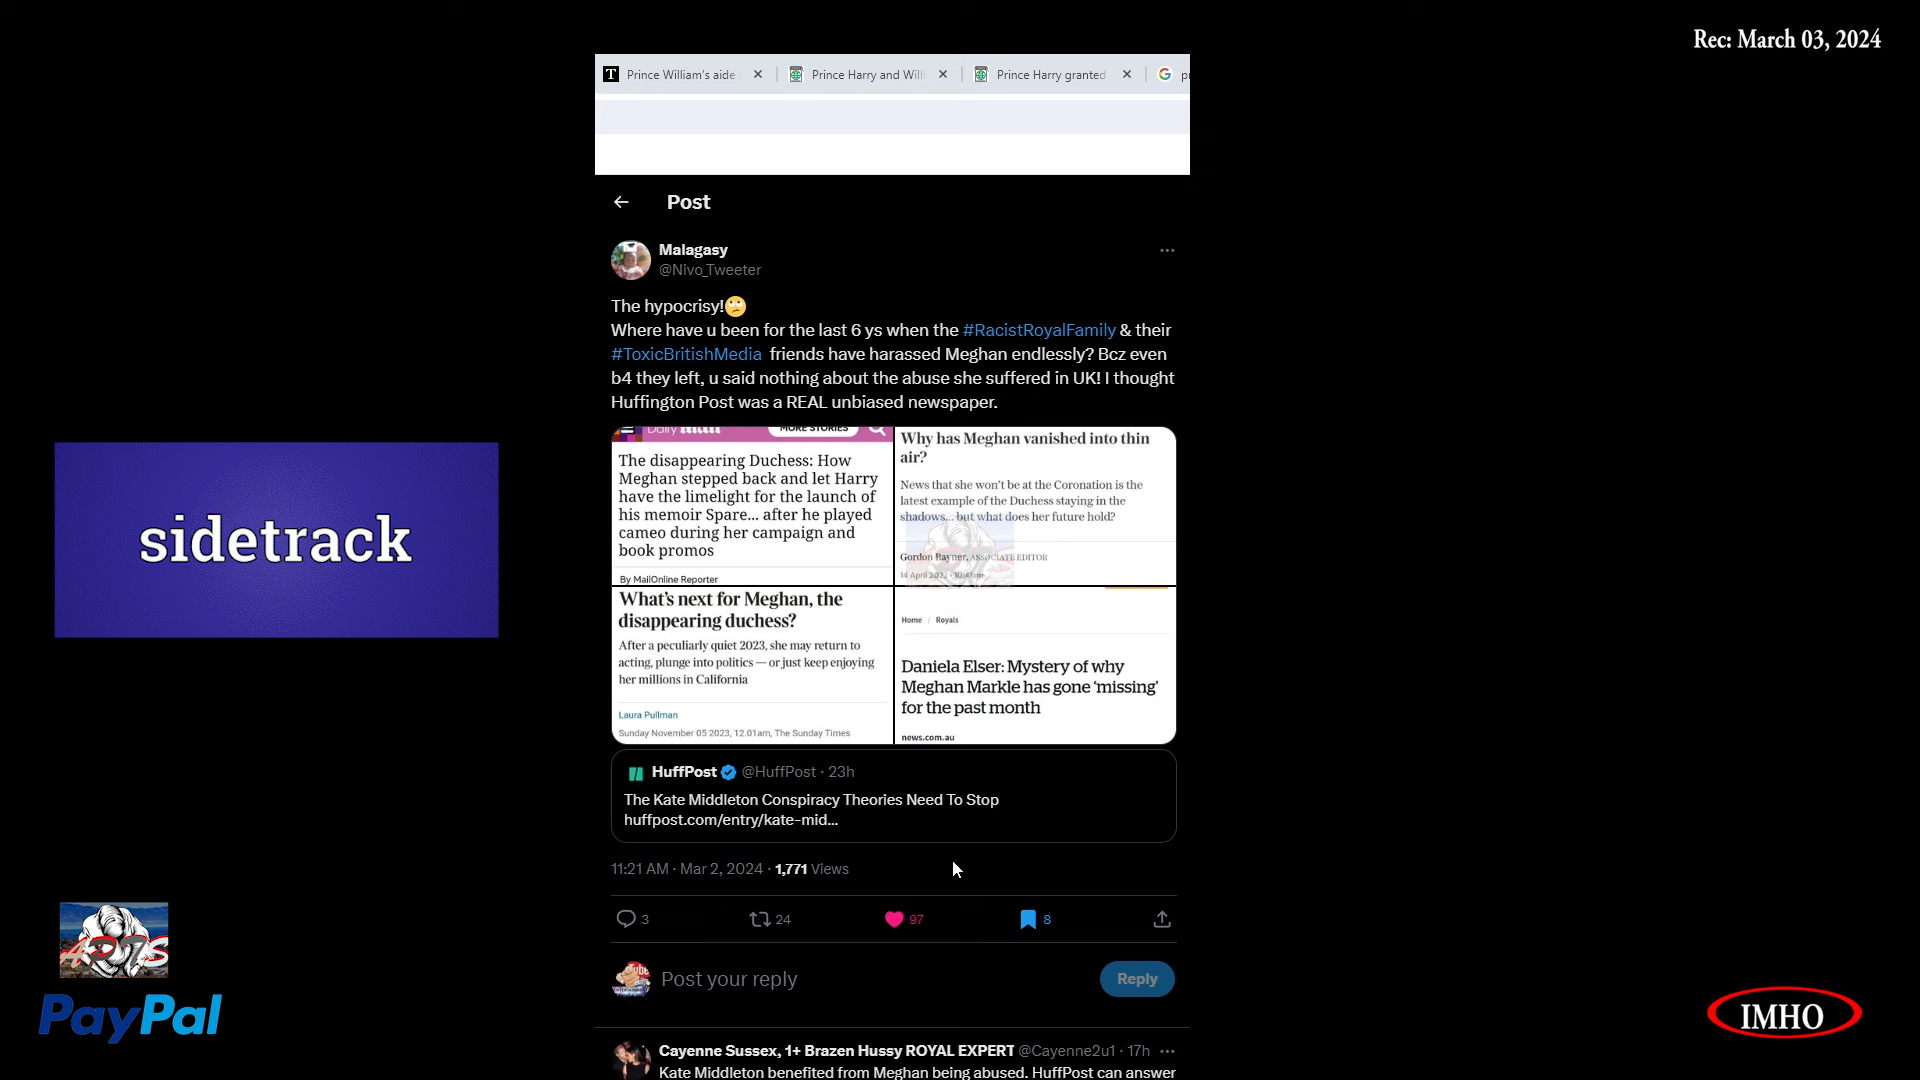 Rec: March 03, 2024
T Prince William's aide
Prince Harry and Will
Prince Harry granted
G
Post
Malagasy
@Nivo_Tweeter
The hypocrisy!🙄
Where have u been for the last 6 ys when the #RacistRoyalFamily & their
#ToxicBritishMedia friends have harassed Meghan endlessly? Bcz even
b4 they left, u said nothing about the abuse she suffered in UK! I thought
Huffington Post was a REAL unbiased newspaper.
Daily Mail
MORE STORIES
The disappearing Duchess: How
Meghan stepped back and let Harry
have the limelight for the launch of
his memoir Spare... after he played
cameo during her campaign and
book promos
By MailOnline Reporter
Why has Meghan vanished into thin
air?
News that she won't be at the Coronation is the
latest example of the Duchess staying in the
shadows... but what does her future hold?
Gordon Rayner, ASSOCIATE EDITOR
14 April 2023 • 10:41am
What's next for Meghan, the
disappearing duchess?
After a peculiarly quiet 2023, she may return to
acting, plunge into politics — or just keep enjoying
her millions in California
Laura Pullman
Sunday November 05 2023, 12.01am, The Sunday Times
Home / Royals
Daniela Elser: Mystery of why
Meghan Markle has gone ‘missing’
for the past month
news.com.au
HuffPost @HuffPost · 23h
The Kate Middleton Conspiracy Theories Need To Stop
huffpost.com/entry/kate-mid...
11:21 AM · Mar 2, 2024 · 1,771 Views
3 24 97 8
Post your reply
Reply
Cayenne Sussex, 1+ Brazen Hussy ROYAL EXPERT @Cayenne2u1 · 17h
Kate Middleton benefited from Meghan being abused. HuffPost can answer
sidetrack
PayPal
IMHO